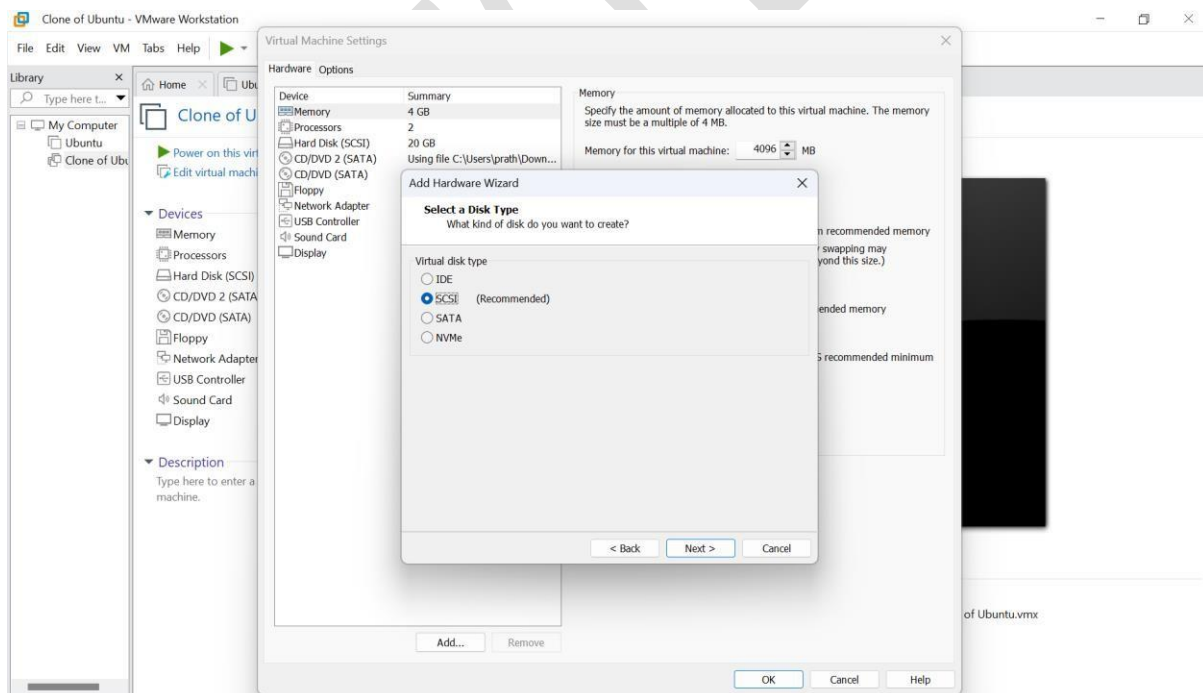 Clone of Ubuntu - VMware Workstation
File Edit View VM Tabs Help
Library
Type here t...
My Computer
Ubuntu
Clone of Ubu
Home
Ubu
Clone of U
Power on this virt
Edit virtual machi
Devices
Memory
Processors
Hard Disk (SCSI)
CD/DVD 2 (SATA
CD/DVD (SATA)
Floppy
Network Adapter
USB Controller
Sound Card
Display
Description
Type here to enter a
machine.
Virtual Machine Settings
Hardware Options
Device Summary
Memory 4 GB
Processors 2
Hard Disk (SCSI) 20 GB
CD/DVD 2 (SATA) Using file C:\Users\prath\Down...
CD/DVD (SATA)
Floppy
Network Adapter
USB Controller
Sound Card
Display
Memory
Specify the amount of memory allocated to this virtual machine. The memory
size must be a multiple of 4 MB.
Memory for this virtual machine: 4096 MB
recommended memory
swapping may
yond this size.)
ended memory
recommended minimum
Add Hardware Wizard
Select a Disk Type
What kind of disk do you want to create?
Virtual disk type
IDE
SCSI (Recommended)
SATA
NVMe
< Back Next > Cancel
Add... Remove
OK Cancel Help
of Ubuntu.vmx